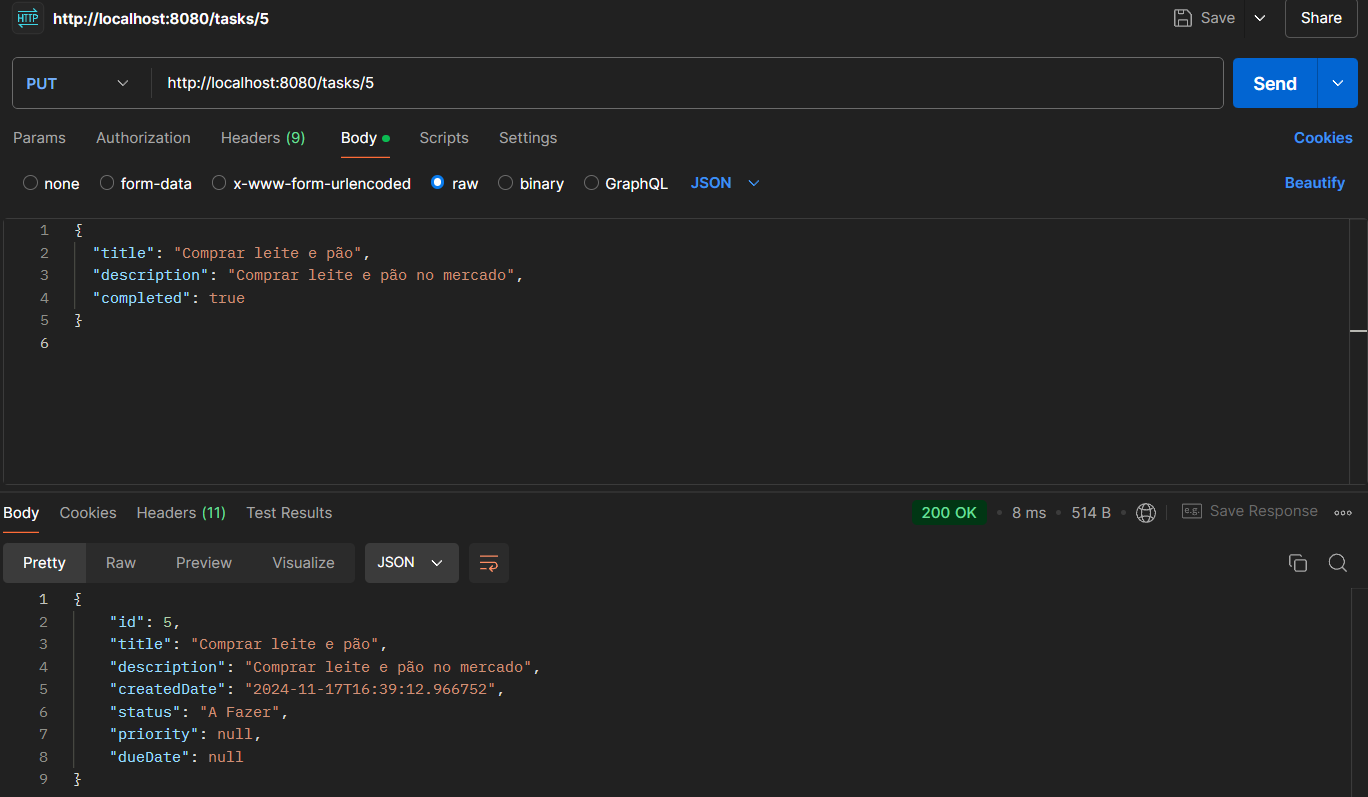 HTTP http://localhost:8080/tasks/5 Save Share
PUT http://localhost:8080/tasks/5 Send
Params Authorization Headers (9) Body Scripts Settings Cookies
none form-data x-www-form-urlencoded raw binary GraphQL JSON Beautify
1 {
2 "title": "Comprar leite e pão",
3 "description": "Comprar leite e pão no mercado",
4 "completed": true
5 }
6
Body Cookies Headers (11) Test Results 200 OK 8 ms 514 B e.g. Save Response
Pretty Raw Preview Visualize JSON
1 {
2 "id": 5,
3 "title": "Comprar leite e pão",
4 "description": "Comprar leite e pão no mercado",
5 "createdDate": "2024-11-17T16:39:12.966752",
6 "status": "A Fazer",
7 "priority": null,
8 "dueDate": null
9 }